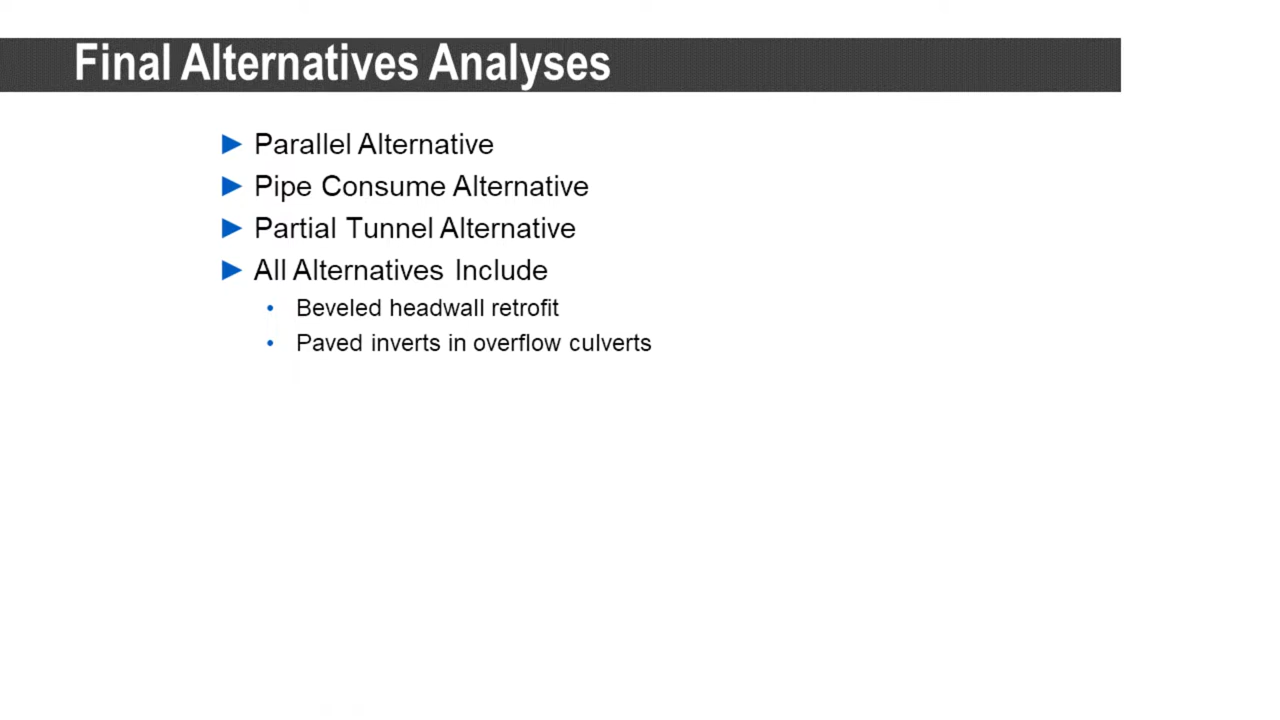 Final Alternatives Analyses
Parallel Alternative
Pipe Consume Alternative
Partial Tunnel Alternative
All Alternatives Include
Beveled headwall retrofit
Paved inverts in overflow culverts